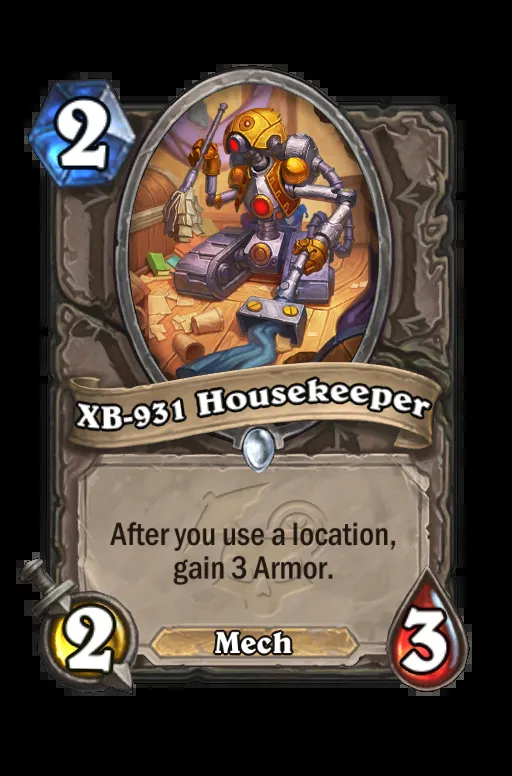 2
XB-931 Housekeeper
After you use a location,
gain 3 Armor.
2
Mech
3